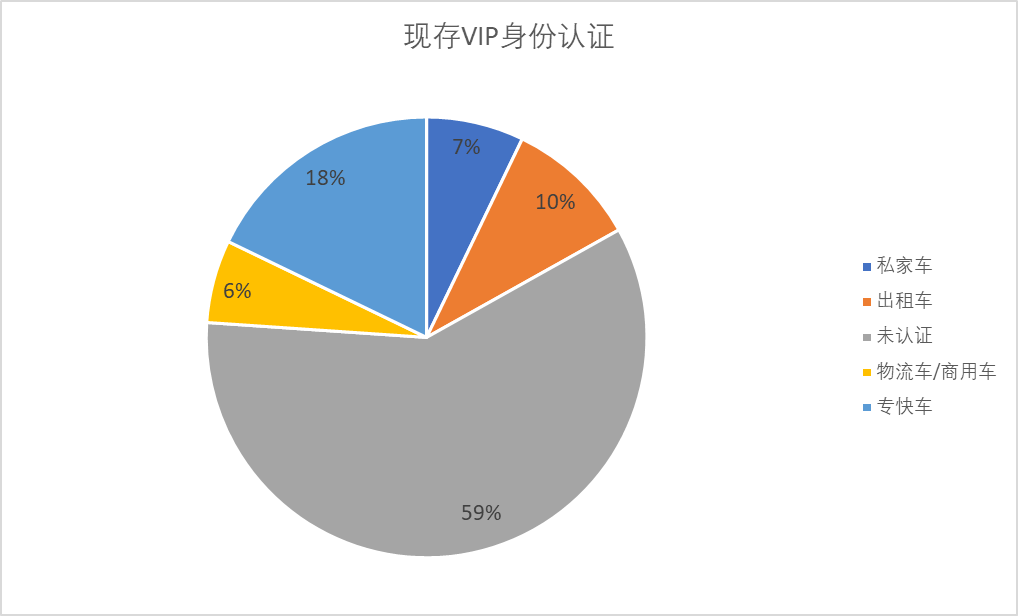 现存VIP身份认证
7%
10%
18%
6%
59%
私家车
出租车
未认证
物流车/商用车
专快车